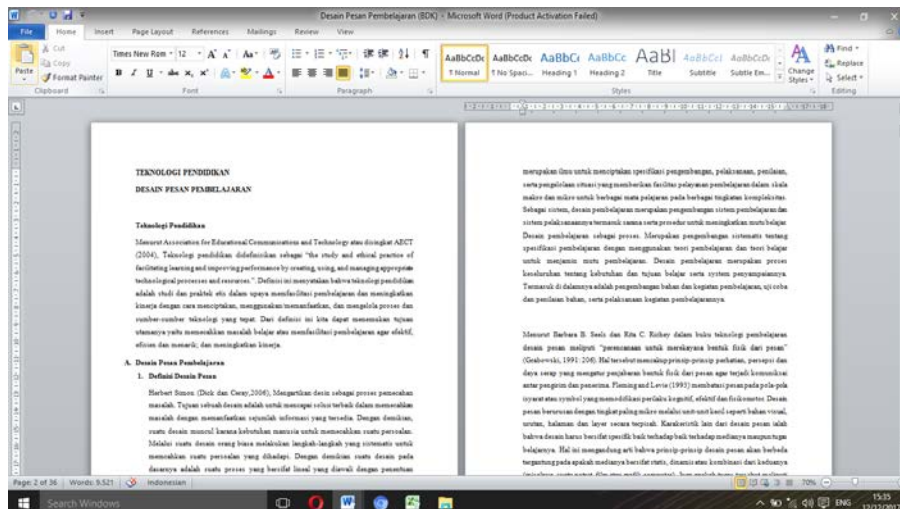 Desain Pesan Pembelajaran (BDK) - Microsoft Word (Product Activation Failed)
File Home Insert Page Layout References Mailings Review View
Cut
Copy
Format Painter
Paste
Clipboard
Times New Rom 12
Font
Paragraph
AaBbCcDc AaBbCcDc AaBbC AaBbCc AaBl AaBbCcL AaBbCcDc
1 Normal 1 No Spaci... Heading 1 Heading 2 Title Subtitle Subtle Em...
Change Styles
Styles
Find
Replace
Select
Editing
TEKNOLOGI PENDIDIKAN
DESAIN PESAN PEMBELAJARAN
Teknologi Pendidikan
Menurut Association for Educational Communications and Technology atau disingkat AECT
(2004), Teknologi pendidikan didefinisikan sebagai "the study and ethical practice of
facilitating learning and improving performance by creating, using, and managing appropriate
technological processes and resources.". Definisi ini menyatakan bahwa teknologi pendidikan
adalah studi dan praktek etis dalam upaya memfasilitasi pembelajaran dan meningkatkan
kinerja dengan cara menciptakan, menggunakan/memanfaatkan, dan mengelola proses dan
sumber-sumber teknologi yang tepat. Dari definisi ini kita dapat menemukan tujuan
utamanya yaitu memecahkan masalah belajar atau memfasilitasi pembelajaran agar efektif,
efisien dan menarik; dan meningkatkan kinerja.
A. Desain Pesan Pembelajaran
1. Definisi Desain Pesan
Herbert Simon (Dick dan Carey,2006), Mengartikan desin sebagai proses pemecahan
masalah. Tujuan sebuah desain adalah untuk mencapai solusi terbaik dalam memecahkan
masalah dengan memanfaatkan sejumlah informasi yang tersedia. Dengan demikian,
suatu desain muncul karena kebutuhan manusia untuk memecahkan suatu persoalan.
Melalui suatu desain orang biasa melakukan langkah-langkah yang sistematis untuk
memecahkan suatu persoalan yang dihadapi. Dengan demikian suatu desain pada
dasarnya adalah suatu proses yang bersifat lineal yang diawali dengan penentuan
merupakan ilmu untuk menciptakan spesifikasi pengembangan, pelaksanaan, penilaian,
serta pengelolaan situasi yang memberikan fasilitas pelayanan pembelajaran dalam skala
makro dan mikro untuk berbagai mata pelajaran pada berbagai tingkatan kompleksitas.
Sebagai sistem, desain pembelajaran merupakan pengembangan sistem pembelajaran dan
sistem pelaksanaannya termasuk sarana serta prosedur untuk meningkatkan mutu belajar.
Desain pembelajaran sebagai proses. Merupakan pengembangan sistematis tentang
spesifikasi pembelajaran dengan menggunakan teori pembelajaran dan teori belajar
untuk menjamin mutu pembelajaran. Desain pembelajaran merupakan proses
keseluruhan tentang kebutuhan dan tujuan belajar serta system penyampaiannya.
Termasuk di dalamnya adalah pengembangan bahan dan kegiatan pembelajaran, uji coba
dan penilaian bahan, serta pelaksanaan kegiatan pembelajarannya.
Menurut Barbara B. Seels dan Rita C. Richey dalam buku teknologi pembelajaran
desain pesan meliputi "perencanaan untuk merekayasa bentuk fisik dari pesan"
(Grabowski, 1991: 206). Hal tersebut mencakup prinsip-prinsip perhatian, persepsi dan
daya serap yang mengatur penjabaran bentuk fisik dari pesan agar terjadi komunikasi
antar pengirim dan penerima. Fleming and Levie (1993) membatasi pesan pada pola-pola
isyarat atau symbol yang memodifikasi perilaku kognitif, efektif dan fisikomotor. Desain
pesan berurusan dengan tingkat paling mikro melalui unit-unit kecil seperti bahan visual,
urutan, halaman dan layer secara terpisah. Karakteristik lain dari desain pesan ialah
bahwa desain harus bersifat spesifik baik terhadap baik terhadap medianya maupun tugas
belajarnya. Hal ini mengandung arti bahwa prinsip-prinsip desain pesan akan berbeda
tergantung pada apakah medianya bersifat statis, dinamis atau kombinasi dari keduanya
Page: 2 of 36 Words: 9.521 Indonesian 70%
Search Windows
ENG 15:35
12/12/2017